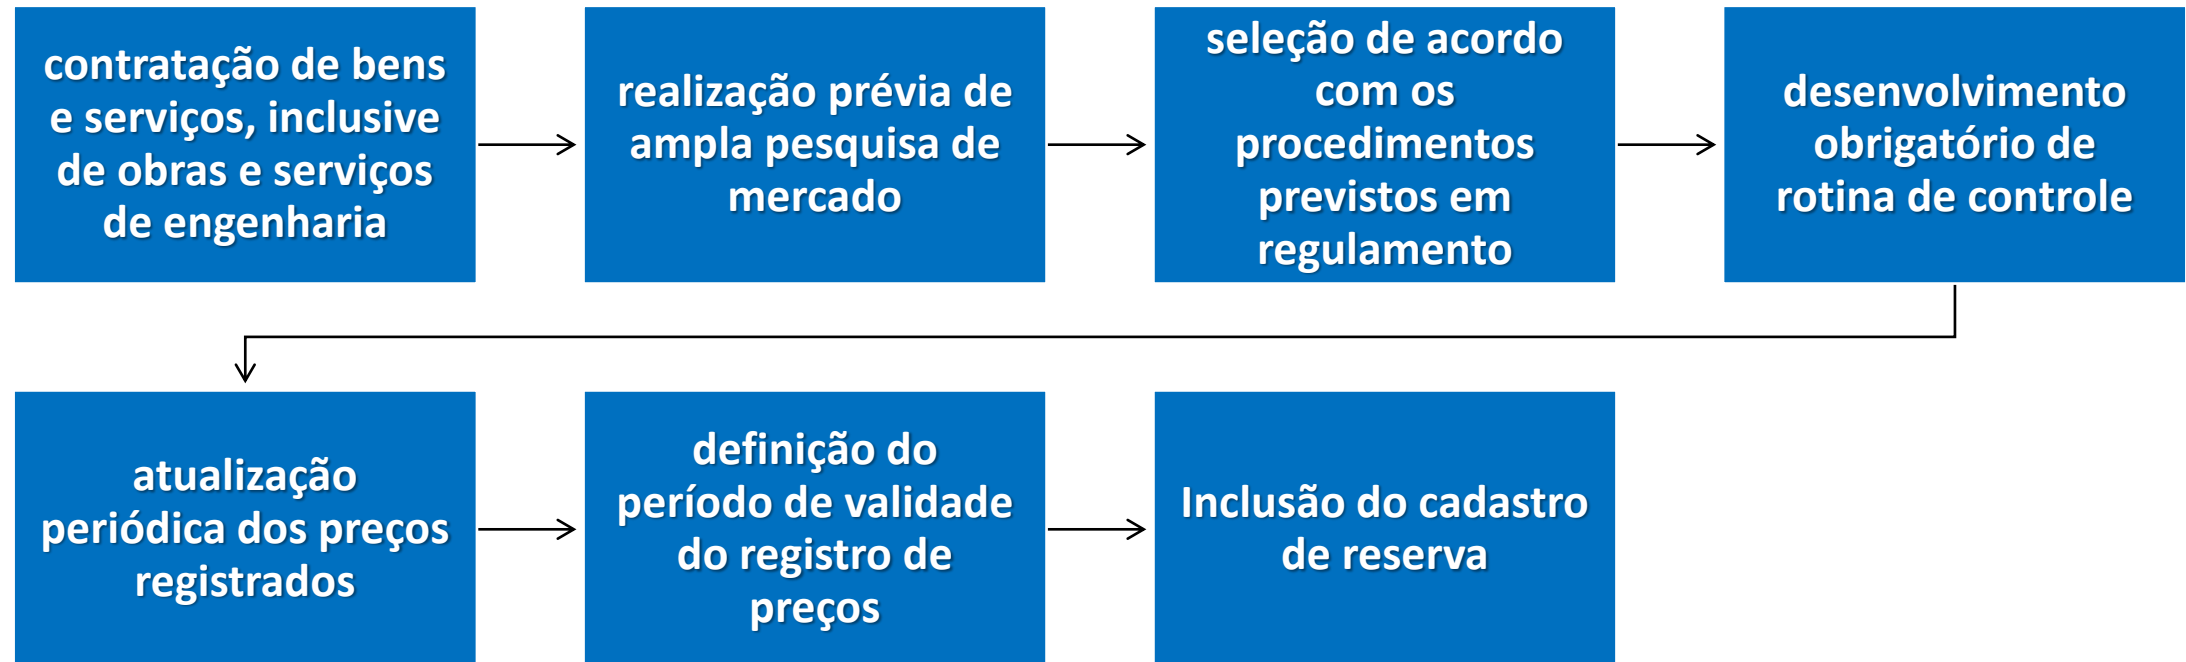 contratação de bens
e serviços, inclusive
de obras e serviços
de engenharia
realização prévia de
ampla pesquisa de
mercado
seleção de acordo
com os
procedimentos
previstos em
regulamento
desenvolvimento
obrigatório de
rotina de controle
atualização
periódica dos preços
registrados
definição do
período de validade
do registro de
preços
Inclusão do cadastro
de reserva